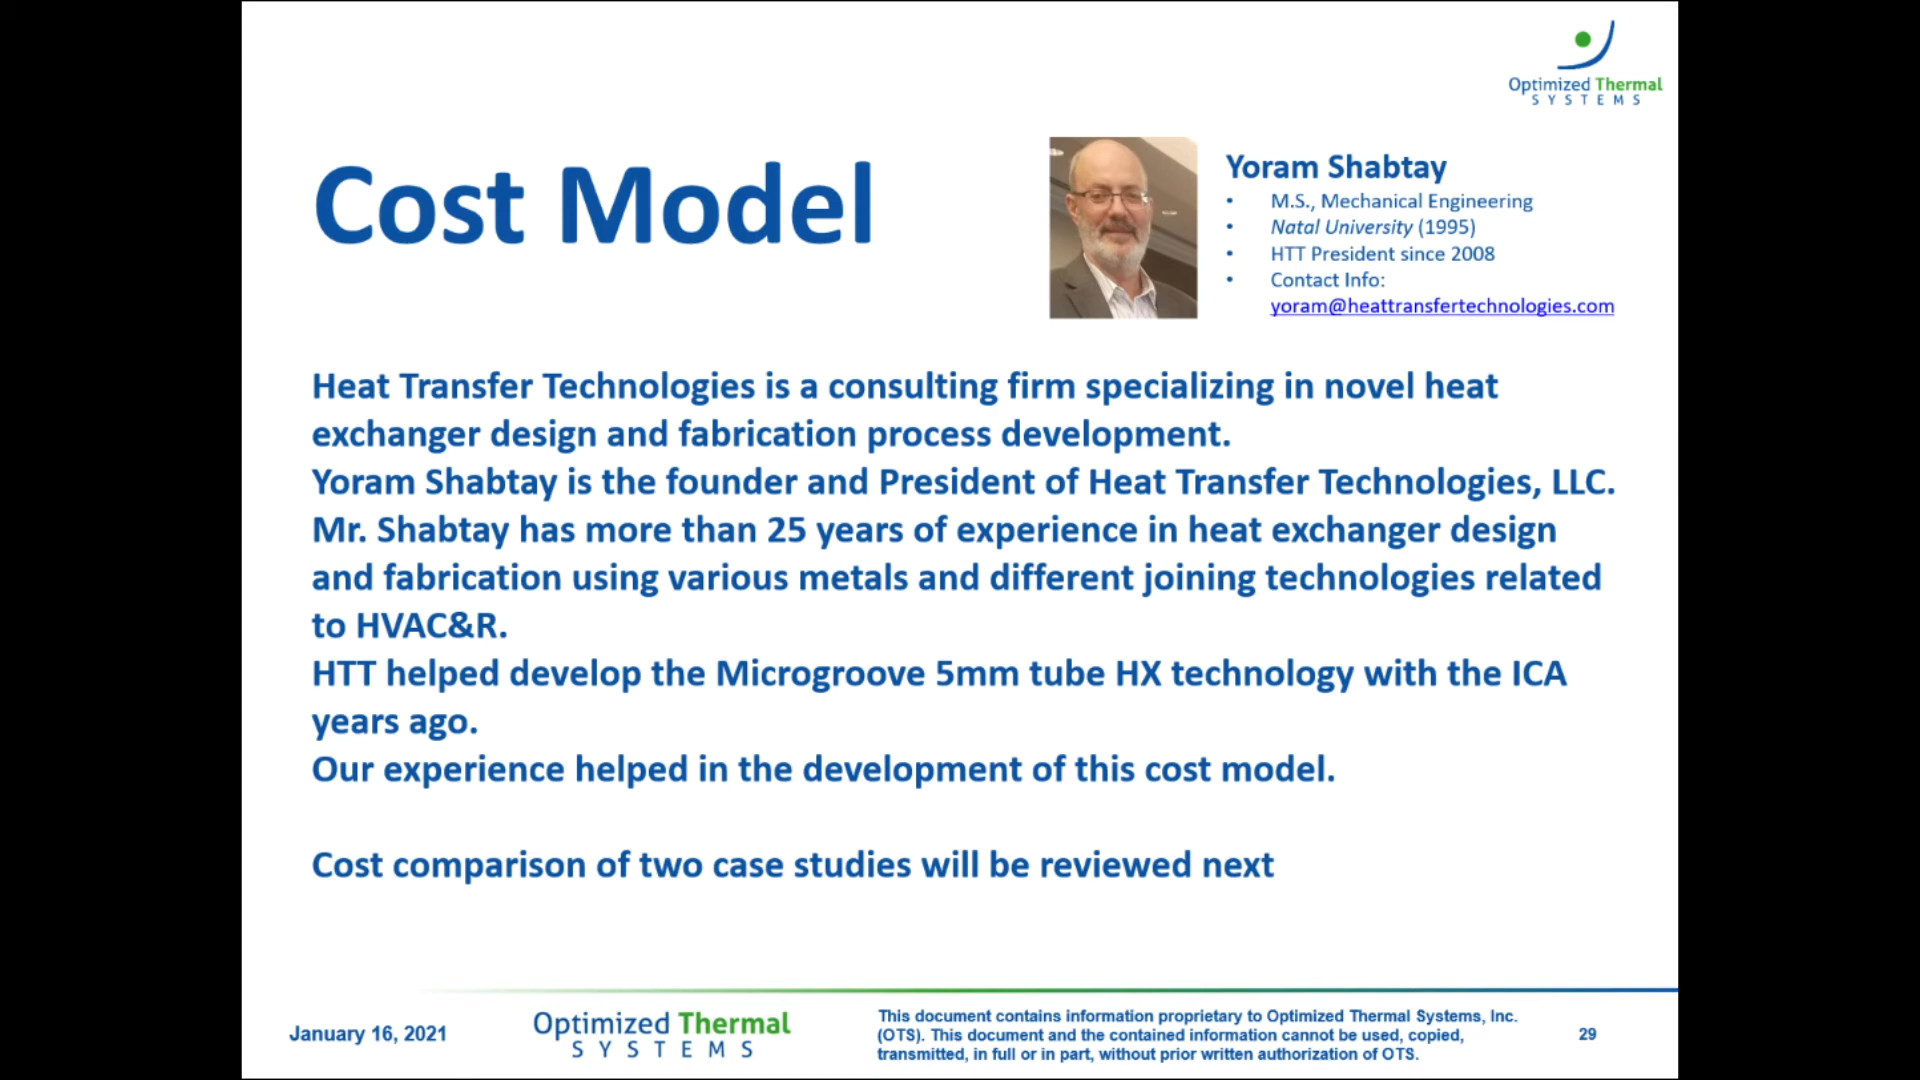 Optimized Thermal
SYSTEMS
Cost Model
Yoram Shabtay
• M.S., Mechanical Engineering
• Natal University (1995)
• HTT President since 2008
• Contact Info:
yoram@heattransfertechnologies.com
Heat Transfer Technologies is a consulting firm specializing in novel heat
exchanger design and fabrication process development.
Yoram Shabtay is the founder and President of Heat Transfer Technologies, LLC.
Mr. Shabtay has more than 25 years of experience in heat exchanger design
and fabrication using various metals and different joining technologies related
to HVAC&R.
HTT helped develop the Microgroove 5mm tube HX technology with the ICA
years ago.
Our experience helped in the development of this cost model.
Cost comparison of two case studies will be reviewed next
January 16, 2021
Optimized Thermal
SYSTEMS
This document contains information proprietary to Optimized Thermal Systems, Inc.
(OTS). This document and the contained information cannot be used, copied,
transmitted, in full or in part, without prior written authorization of OTS.
29